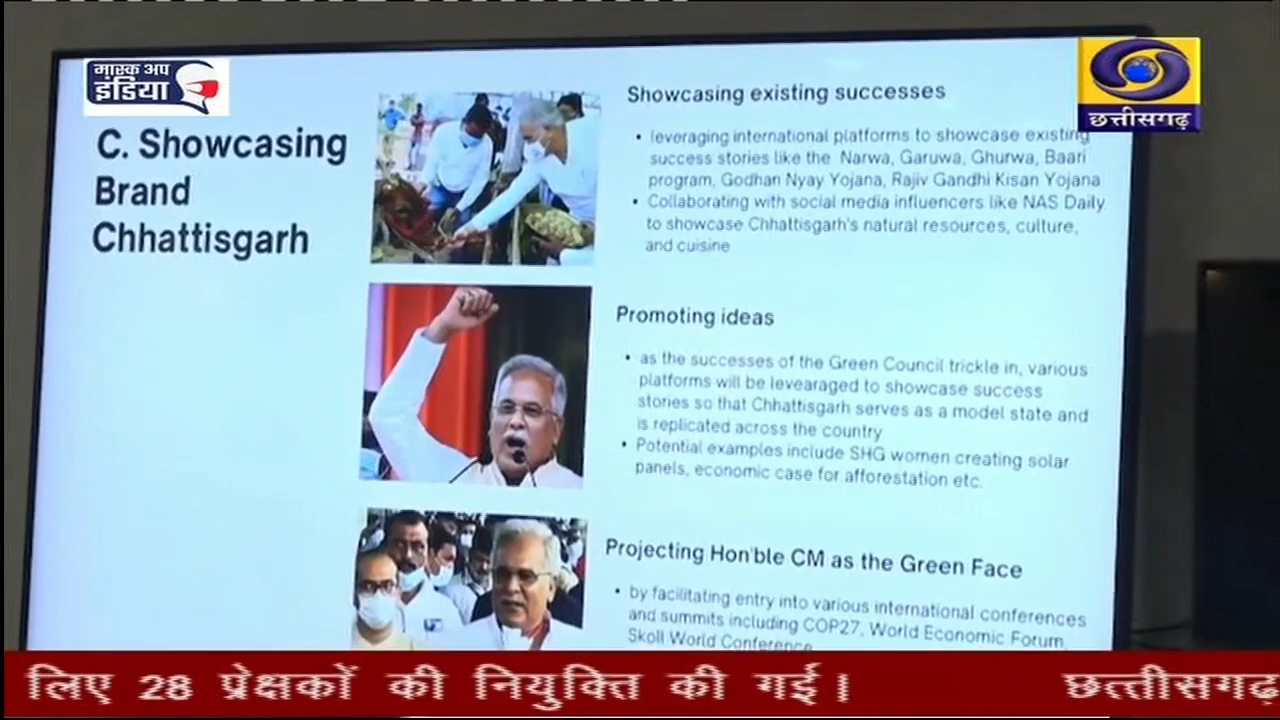 मास्क अप
इंडिया
छत्तीसगढ़
C. Showcasing
Brand
Chhattisgarh
Showcasing existing successes
• leveraging international platforms to showcase existing
success stories like the Narwa, Garuwa, Ghurwa, Baari
program, Godhan Nyay Yojana, Rajiv Gandhi Kisan Yojana
• Collaborating with social media influencers like NAS Daily
to showcase Chhattisgarh's natural resources, culture,
and cuisine
Promoting ideas
• as the successes of the Green Council trickle in, various
platforms will be levearaged to showcase success
stories so that Chhattisgarh serves as a model state and
is replicated across the country
• Potential examples include SHG women creating solar
panels, economic case for afforestation etc.
Projecting Hon'ble CM as the Green Face
• by facilitating entry into various international conferences
and summits including COP27, World Economic Forum,
Skoll World Conference
लिए 28 प्रेक्षकों की नियुक्ति की गई। छत्तीसगढ़